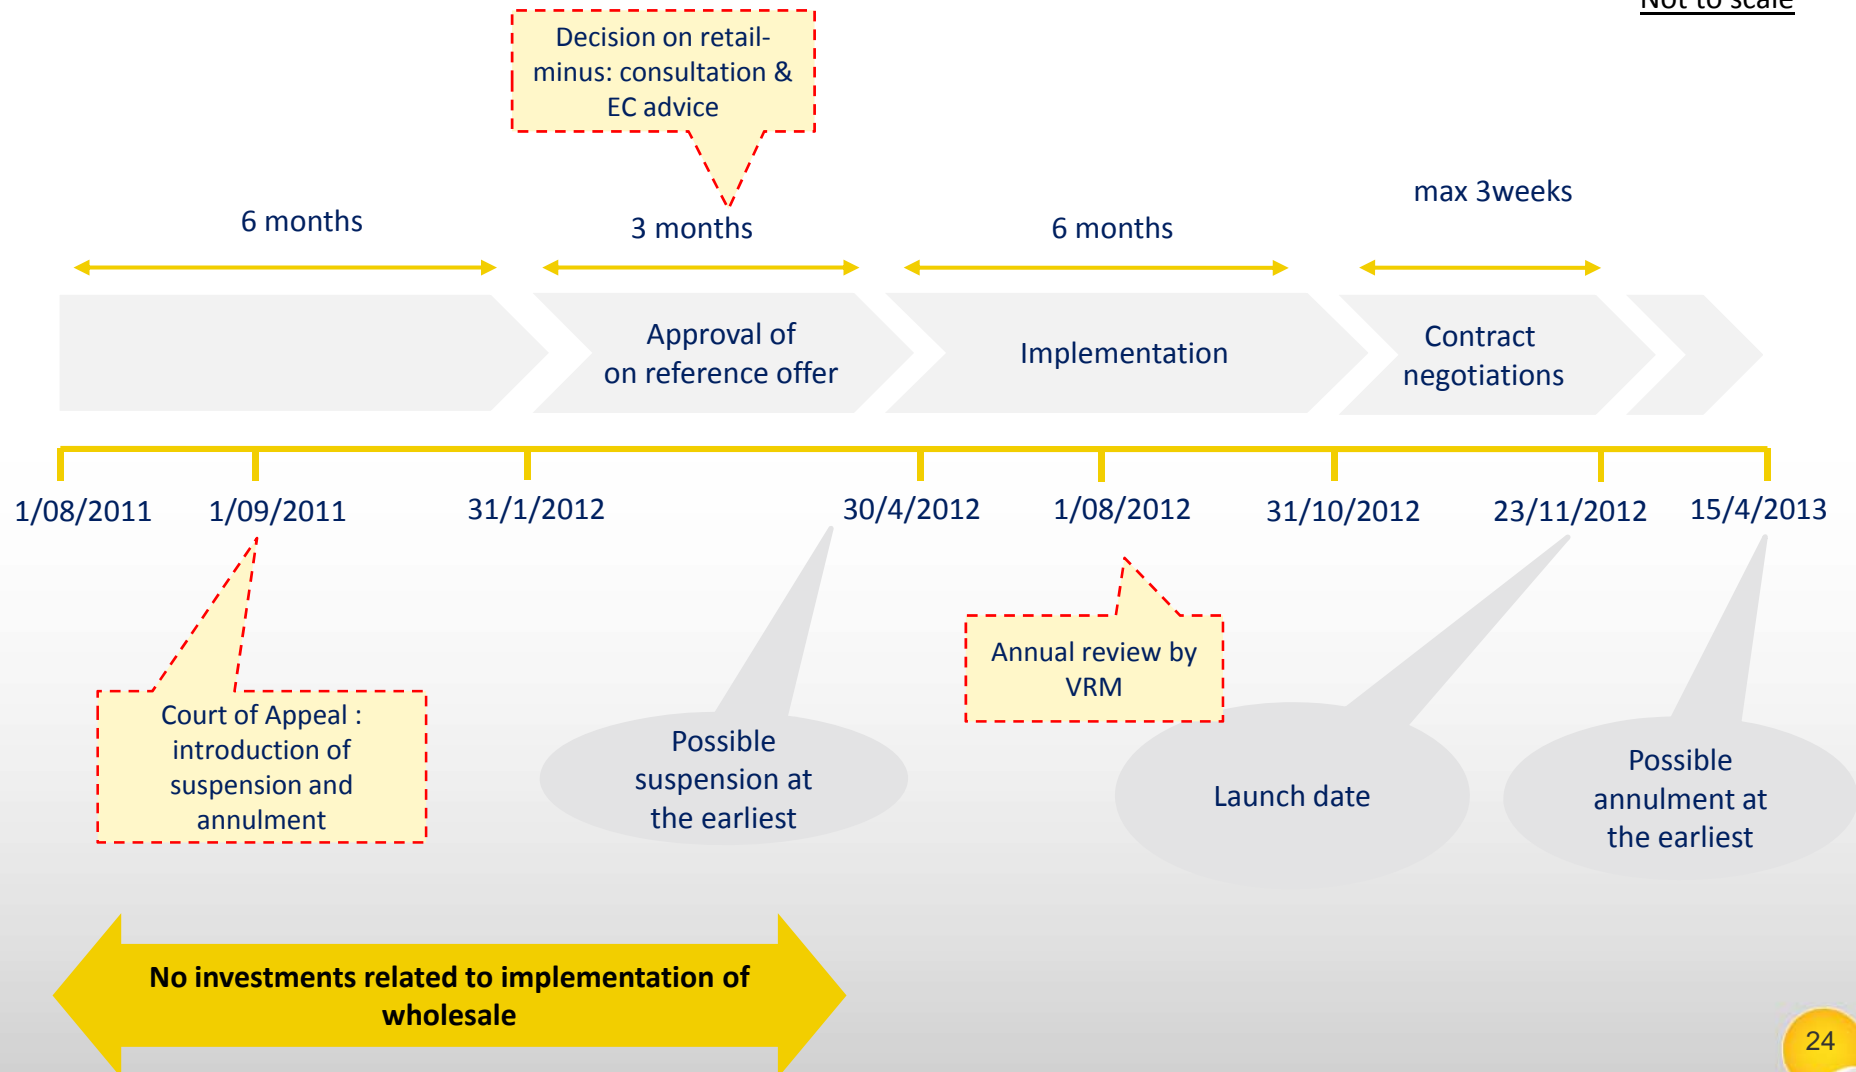 Not to scale
Decision on retail-
minus: consultation &
EC advice
6 months
3 months
6 months
max 3weeks
Approval of
on reference offer
Implementation
Contract
negotiations
1/08/2011
1/09/2011
31/1/2012
30/4/2012
1/08/2012
31/10/2012
23/11/2012
15/4/2013
Court of Appeal :
introduction of
suspension and
annulment
Possible
suspension at
the earliest
Annual review by
VRM
Launch date
Possible
annulment at
the earliest
No investments related to implementation of
wholesale
24